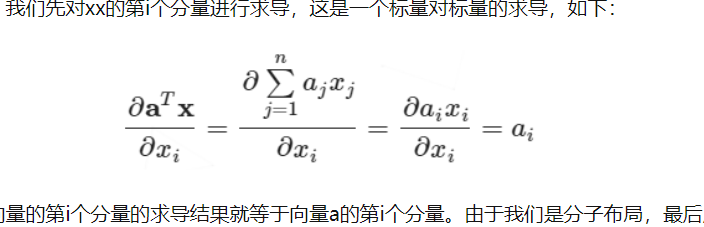 我们先对xx的第i个分量进行求导，这是一个标量对标量的求导，如下：
∂a^T x / ∂x_i = ∂∑_{j=1}^{n} a_j x_j / ∂x_i = ∂a_i x_i / ∂x_i = a_i
量的第i个分量的求导结果就等于向量a的第i个分量。由于我们是分子布局，最后